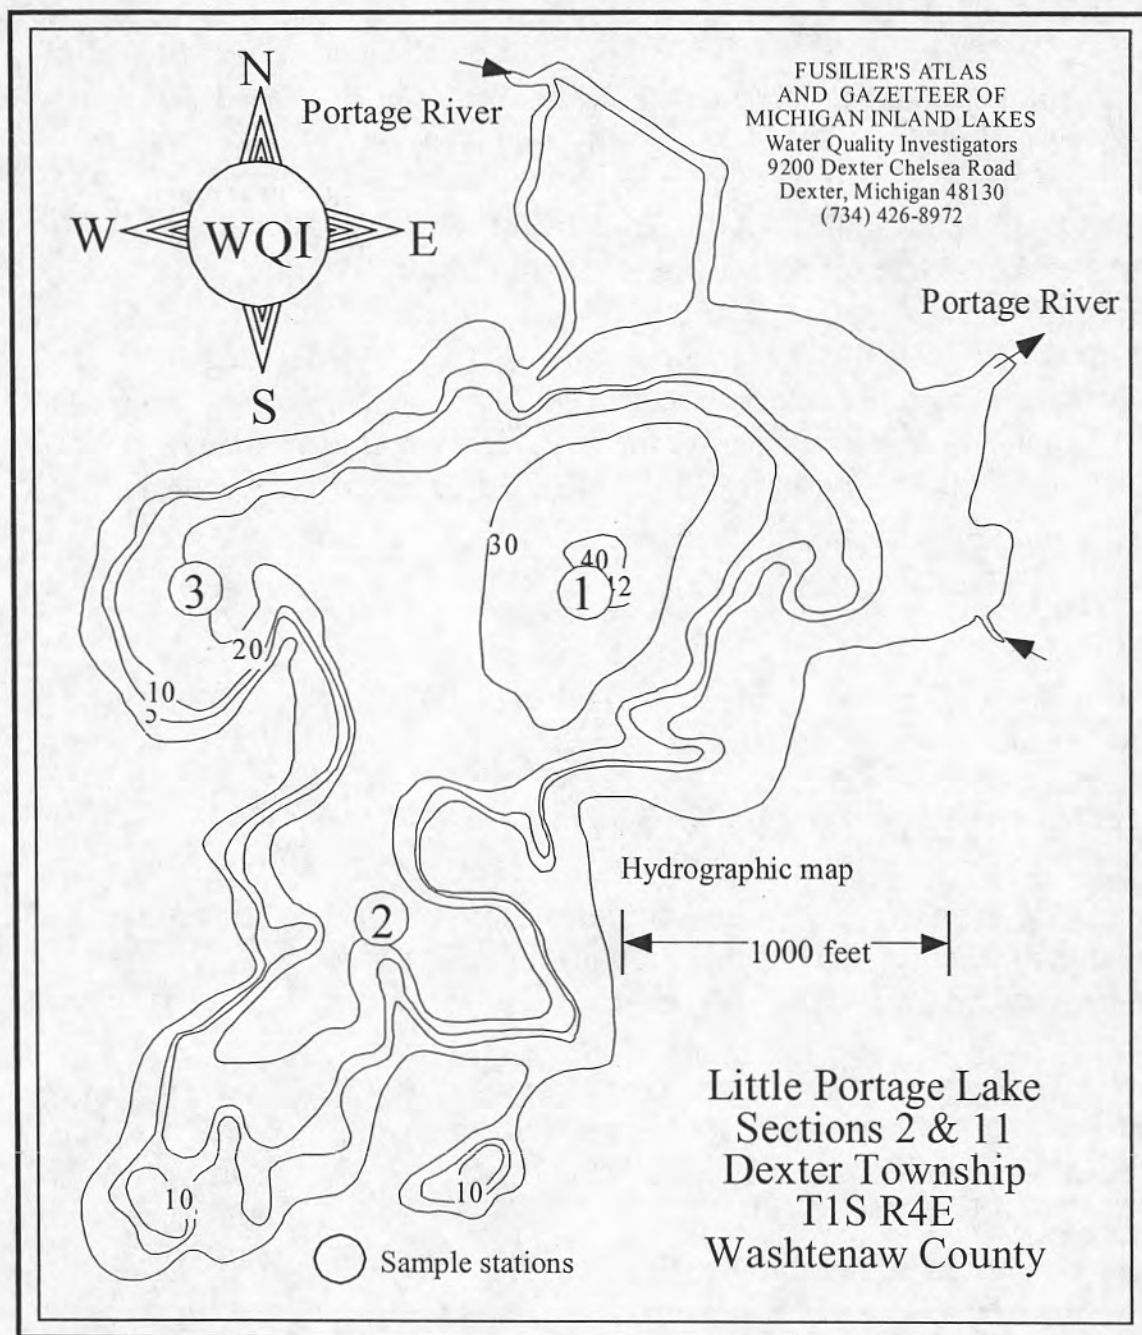 FUSILIER'S ATLAS
AND GAZETTEER OF
MICHIGAN INLAND LAKES
Water Quality Investigators
9200 Dexter Chelsea Road
Dexter, Michigan 48130
(734) 426-8972
N
Portage River
W
WQI
E
S
Portage River
30
40
1
42
3
20
10
5
2
Hydrographic map
1000 feet
10
10
Little Portage Lake
Sections 2 & 11
Dexter Township
T1S R4E
Washtenaw County
Sample stations